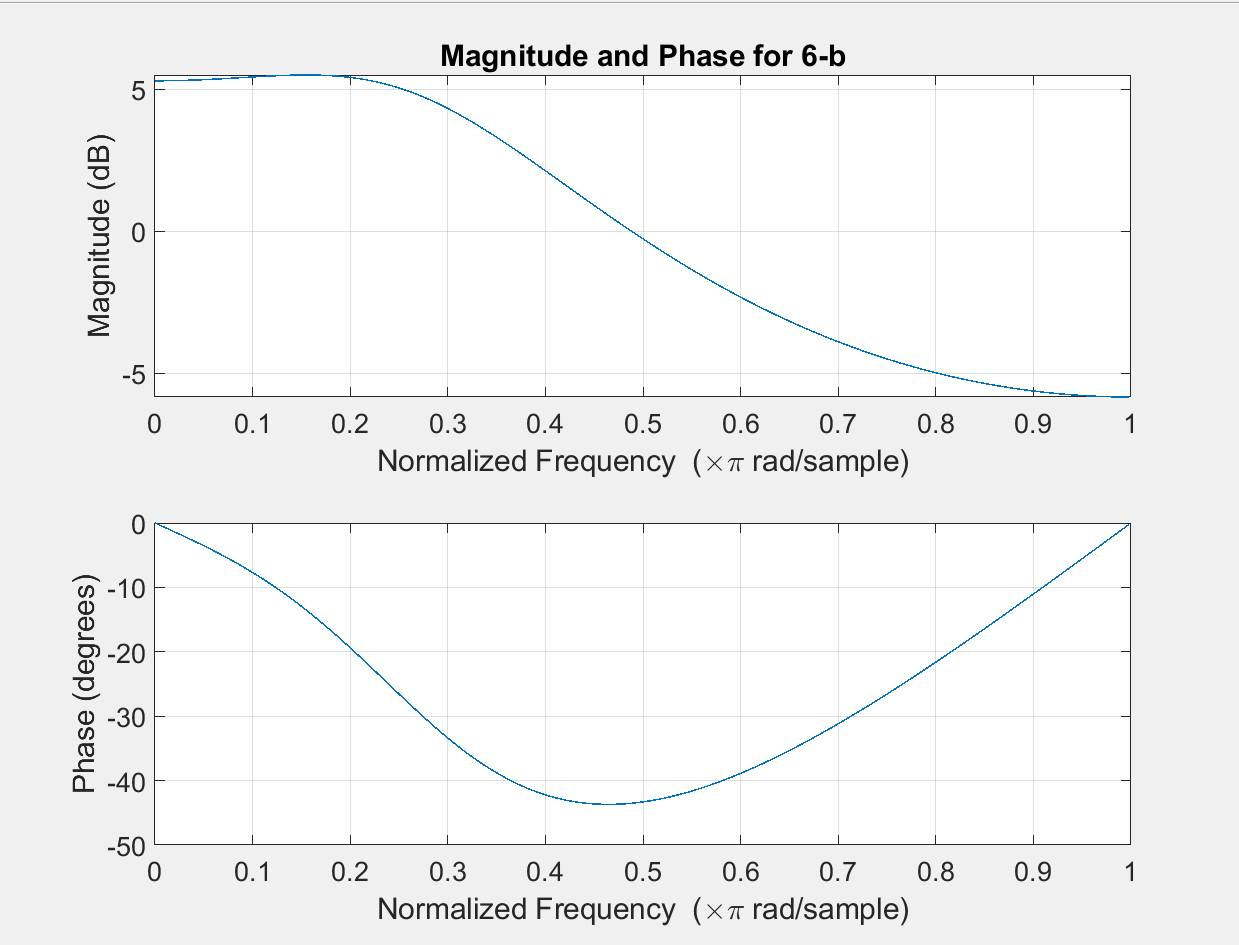 Magnitude and Phase for 6-b
Magnitude (dB)
5
0
-5
0 0.1 0.2 0.3 0.4 0.5 0.6 0.7 0.8 0.9 1
Normalized Frequency (×π rad/sample)
Phase (degrees)
0
-10
-20
-30
-40
-50
0 0.1 0.2 0.3 0.4 0.5 0.6 0.7 0.8 0.9 1
Normalized Frequency (×π rad/sample)